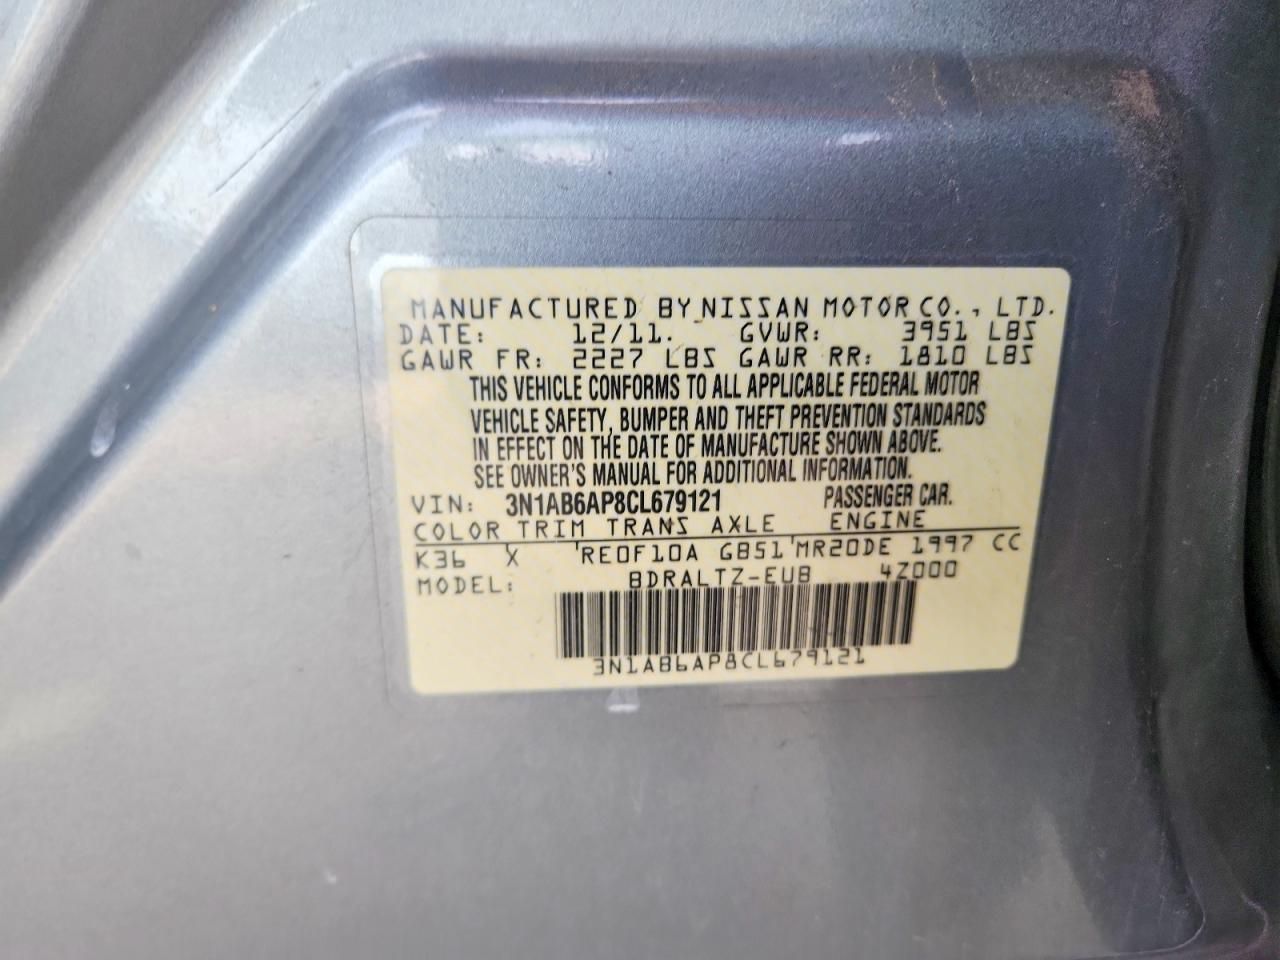 MANUFACTURED BY NISSAN MOTOR CO., LTD.
DATE: 12/11. GVWR: 3951 LBS
GAWR FR: 2227 LBS GAWR RR: 1810 LBS
THIS VEHICLE CONFORMS TO ALL APPLICABLE FEDERAL MOTOR
VEHICLE SAFETY, BUMPER AND THEFT PREVENTION STANDARDS
IN EFFECT ON THE DATE OF MANUFACTURE SHOWN ABOVE.
SEE OWNER'S MANUAL FOR ADDITIONAL INFORMATION.
VIN: 3N1AB6AP8CL679121 PASSENGER CAR.
COLOR TRIM TRANS AXLE ENGINE
K36 X RE0F10A GB51 MR20DE 1997 CC
MODEL: BDRALTZ-EUB 4Z000
3N1AB6AP8CL679121